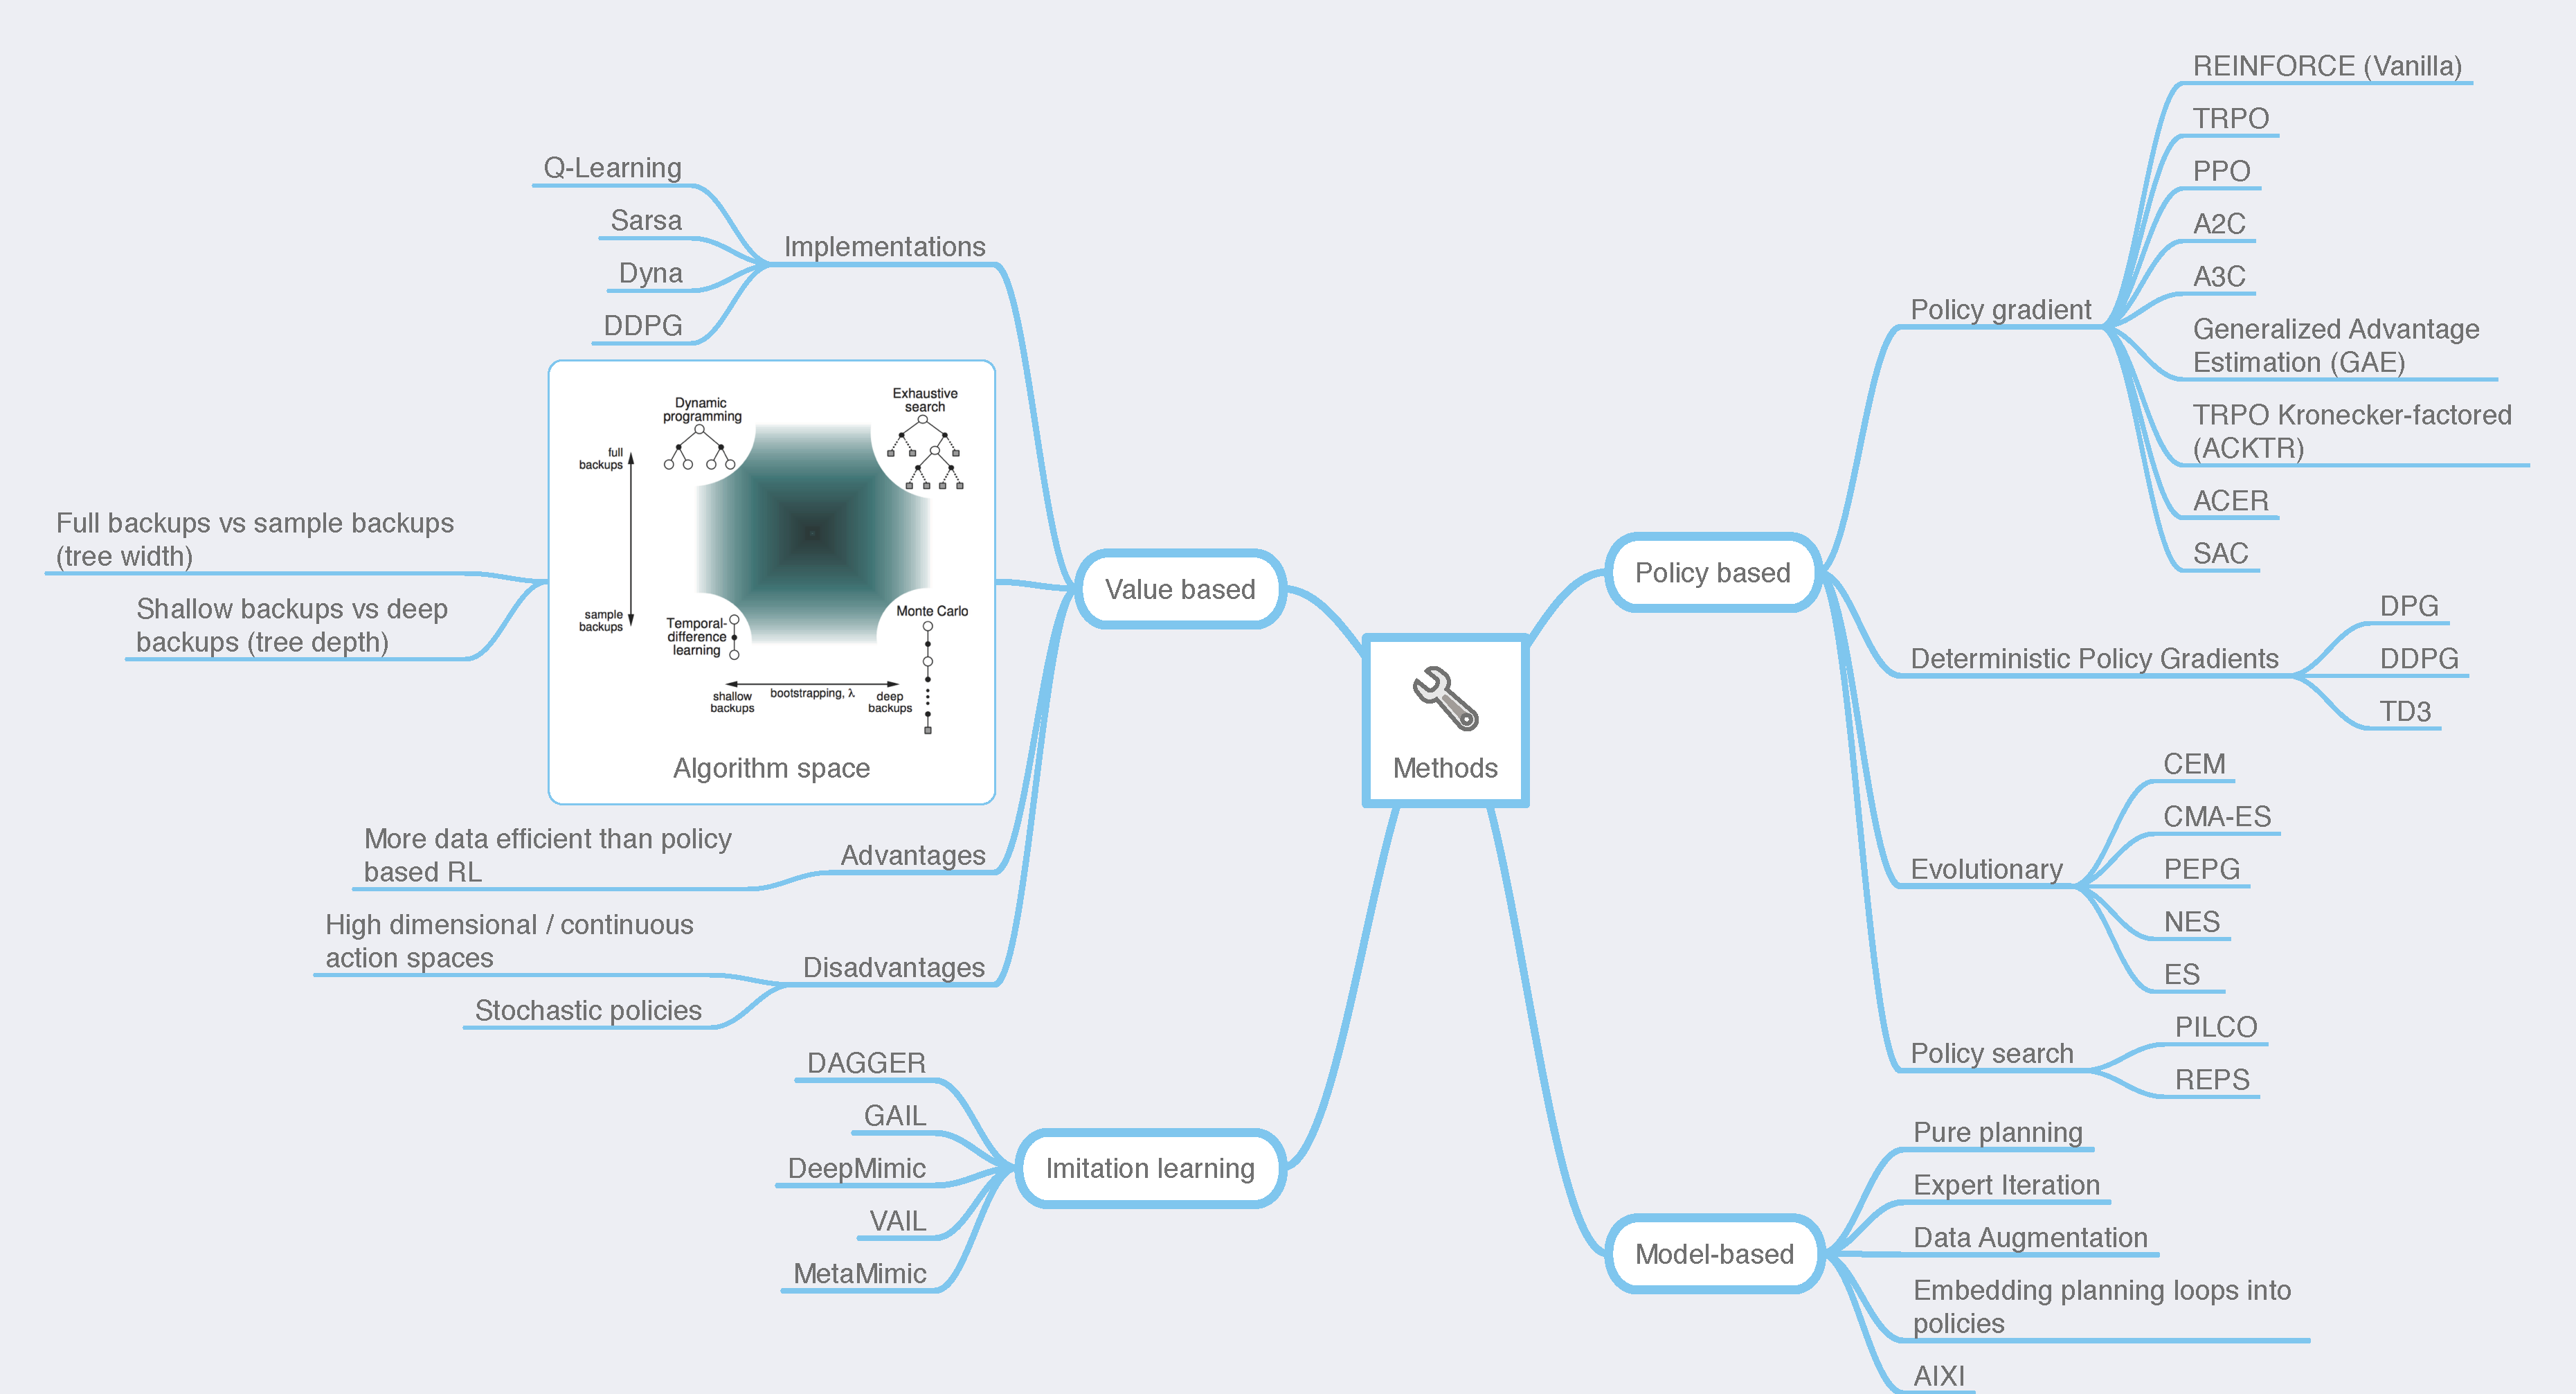 Q-Learning
Sarsa
Dyna
DDPG
Implementations
Dynamic
programming
Exhaustive
search
full
backups
sample
backups
Temporal-
difference
learning
Monte Carlo
shallow
backups
bootstrapping, λ
deep
backups
Algorithm space
Full backups vs sample backups
(tree width)
Shallow backups vs deep
backups (tree depth)
More data efficient than policy
based RL
Advantages
High dimensional / continuous
action spaces
Stochastic policies
Disadvantages
Value based
DAGGER
GAIL
DeepMimic
VAIL
MetaMimic
Imitation learning
Methods
Policy based
Policy gradient
REINFORCE (Vanilla)
TRPO
PPO
A2C
A3C
Generalized Advantage
Estimation (GAE)
TRPO Kronecker-factored
(ACKTR)
ACER
SAC
Deterministic Policy Gradients
DPG
DDPG
TD3
Evolutionary
CEM
CMA-ES
PEPG
NES
ES
Policy search
PILCO
REPS
Model-based
Pure planning
Expert Iteration
Data Augmentation
Embedding planning loops into
policies
AIXI